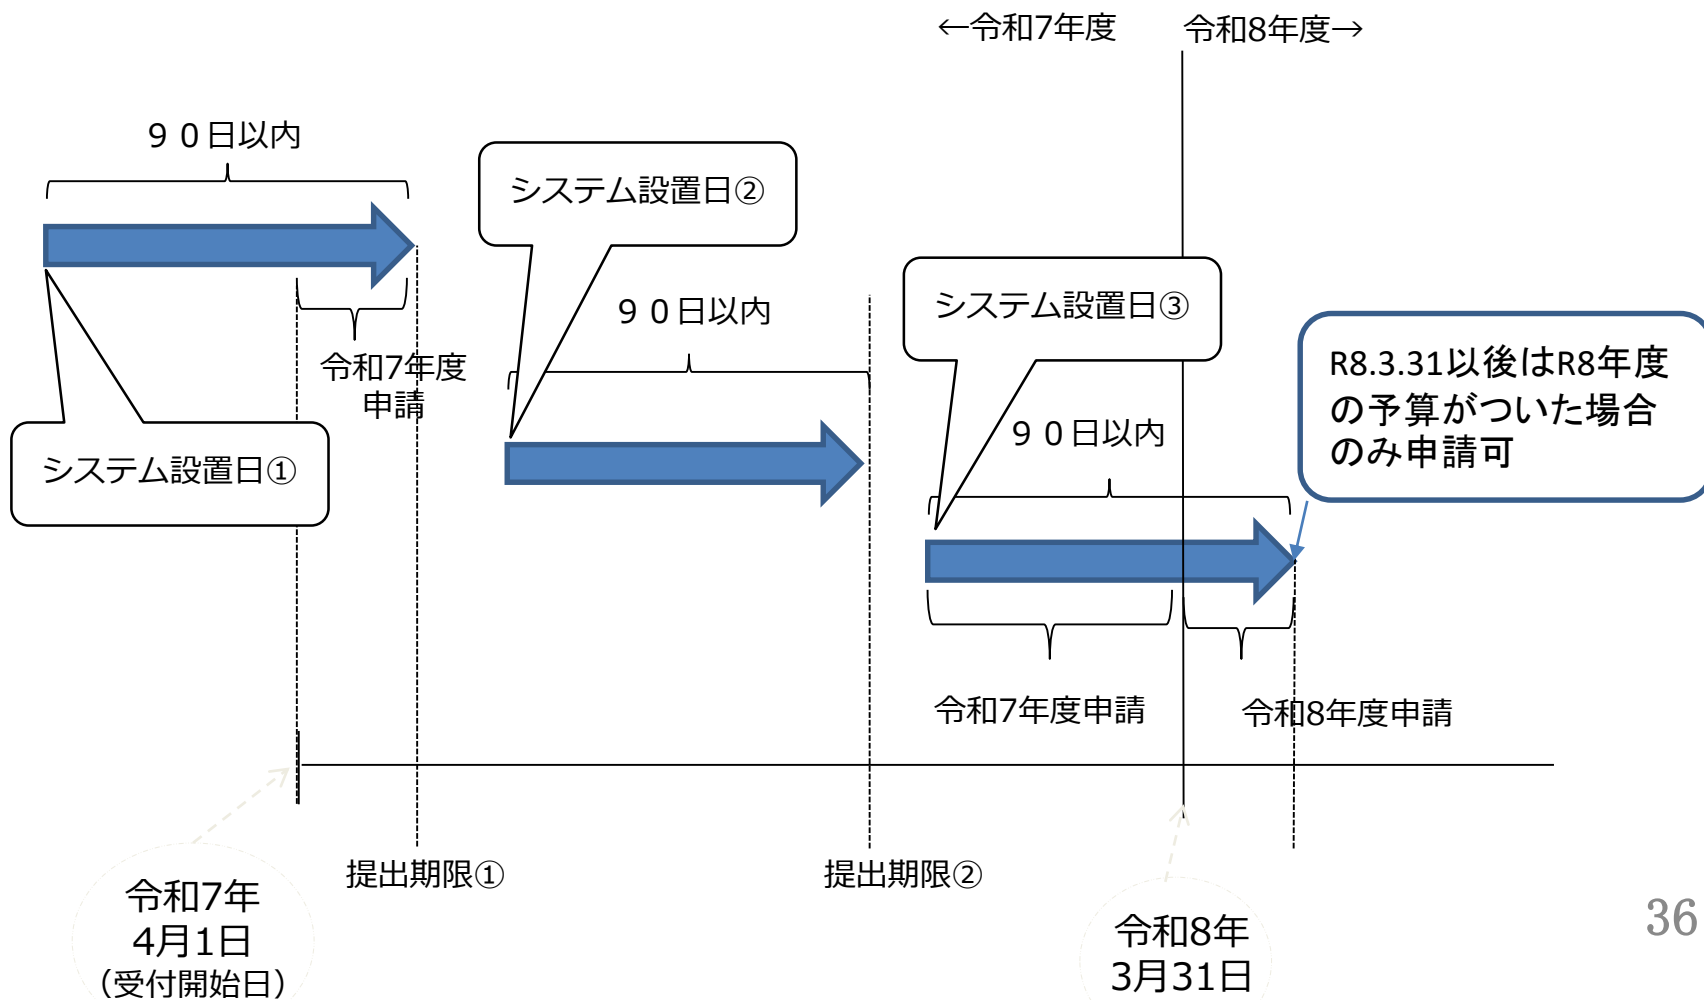 ←令和7年度
令和8年度→
９０日以内
システム設置日②
システム設置日③
９０日以内
R8.3.31以後はR8年度
の予算がついた場合
のみ申請可
令和7年度
申請
システム設置日①
９０日以内
令和7年度申請
令和8年度申請
提出期限①
提出期限②
令和7年
4月1日
（受付開始日）
令和8年
3月31日
36